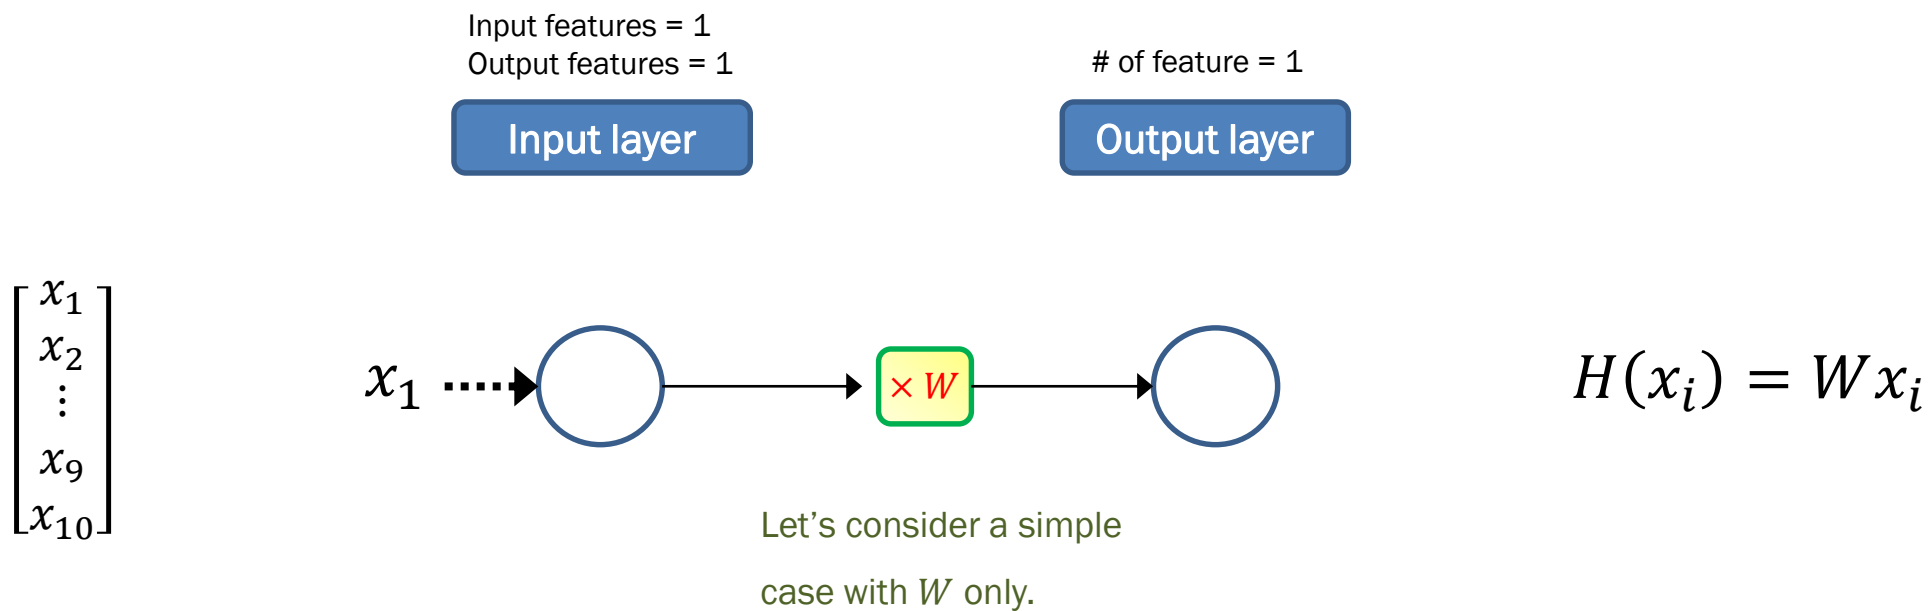 Input features = 1
Output features = 1
# of feature = 1
Input layer
Output layer
x₁
x₂
⋮
x₉
x₁₀
x₁
× W
H(xᵢ) = Wxᵢ
Let’s consider a simple
case with W only.